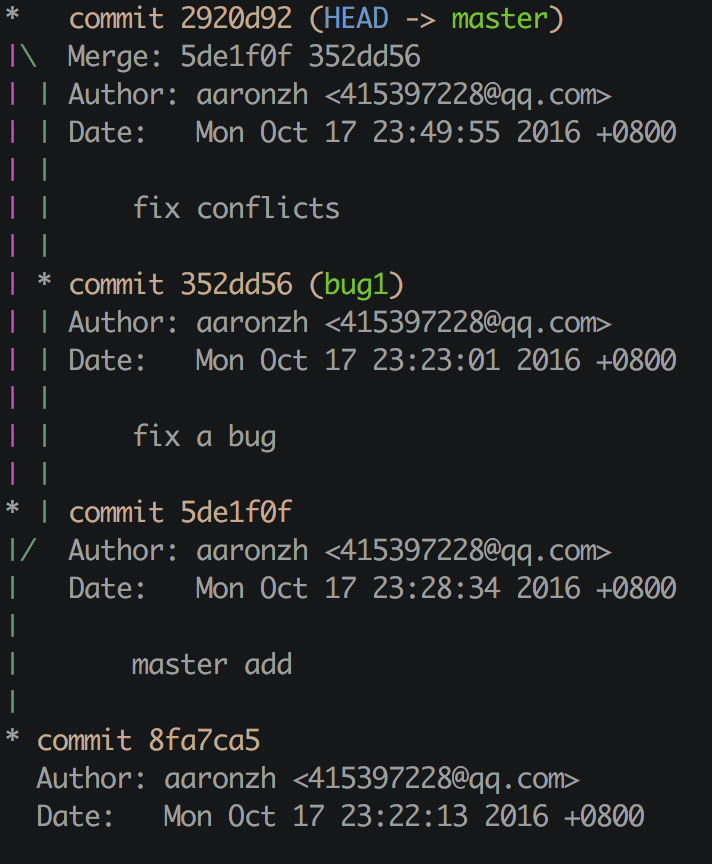 *   commit 2920d92 (HEAD -> master)
|\  Merge: 5de1f0f 352dd56
| | Author: aaronzh <415397228@qq.com>
| | Date:   Mon Oct 17 23:49:55 2016 +0800
| |
| |     fix conflicts
| |
| * commit 352dd56 (bug1)
| | Author: aaronzh <415397228@qq.com>
| | Date:   Mon Oct 17 23:23:01 2016 +0800
| |
| |     fix a bug
| |
* | commit 5de1f0f
|/  Author: aaronzh <415397228@qq.com>
|   Date:   Mon Oct 17 23:28:34 2016 +0800
|
|       master add
|
* commit 8fa7ca5
  Author: aaronzh <415397228@qq.com>
  Date:   Mon Oct 17 23:22:13 2016 +0800